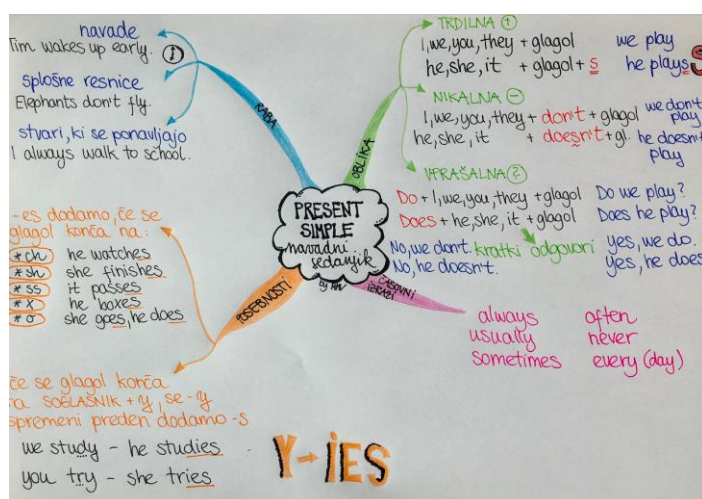 PRESENT
SIMPLE
navadni
sedanjik
RABA
navade
Tim wakes up early.
splošne resnice
Elephants don't fly.
stvari, ki se ponavljajo
I always walk to school.
OBLIKA
TRDILNA +
I, we, you, they + glagol we play
he, she, it + glagol + s he plays S
NIKALNA -
I, we, you, they + don't + glagol we don't play
he, she, it + doesn't + gl. he doesn't play
VPRAŠALNA ?
Do + I, we, you, they + glagol Do we play?
Does + he, she, it + glagol Does he play?
No, we don't. kratki odgovori yes, we do.
No, he doesn't. yes, he does
ČASOVNI
IZRAZI
always often
usually never
sometimes every (day)
POSEBNOSTI
-es dodamo, če se
glagol konča na:
*ch he watches
*sh she finishes
*ss it passes
*x he boxes
*o she goes, he does
če se glagol konča
na SOGLASNIK + y, se -y
spremeni preden dodamo -s
we study - he studies
you try - she tries
Y→IES